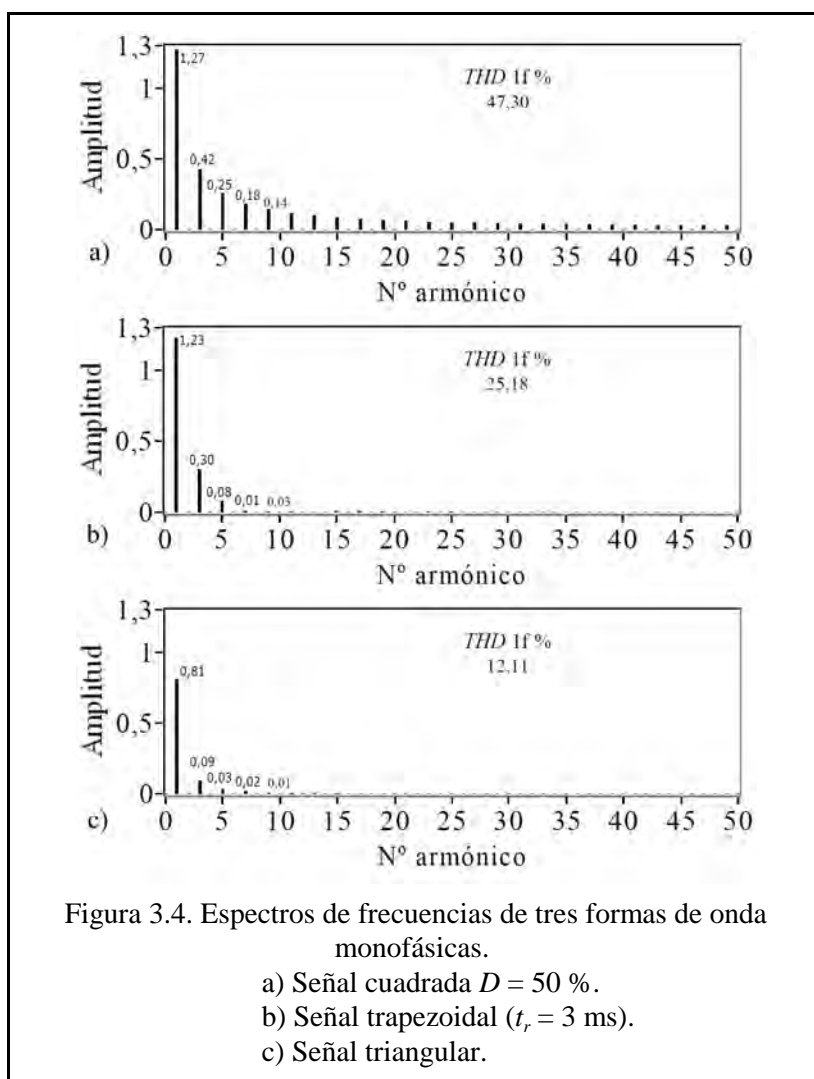 1,3
1
0,5
0
Amplitud
1,27
0,42
0,25
0,18
0,14
THD 1f %
47,30
a)
0 5 10 15 20 25 30 35 40 45 50
Nº armónico
1,3
1
0,5
0
Amplitud
1,23
0,30
0,08
0,01
0,03
THD 1f %
25,18
b)
0 5 10 15 20 25 30 35 40 45 50
Nº armónico
1,3
1
0,5
0
Amplitud
0,81
0,09
0,03
0,02
0,01
THD 1f %
12,11
c)
0 5 10 15 20 25 30 35 40 45 50
Nº armónico
Figura 3.4. Espectros de frecuencias de tres formas de onda
monofásicas.
a) Señal cuadrada D = 50 %.
b) Señal trapezoidal (tr = 3 ms).
c) Señal triangular.